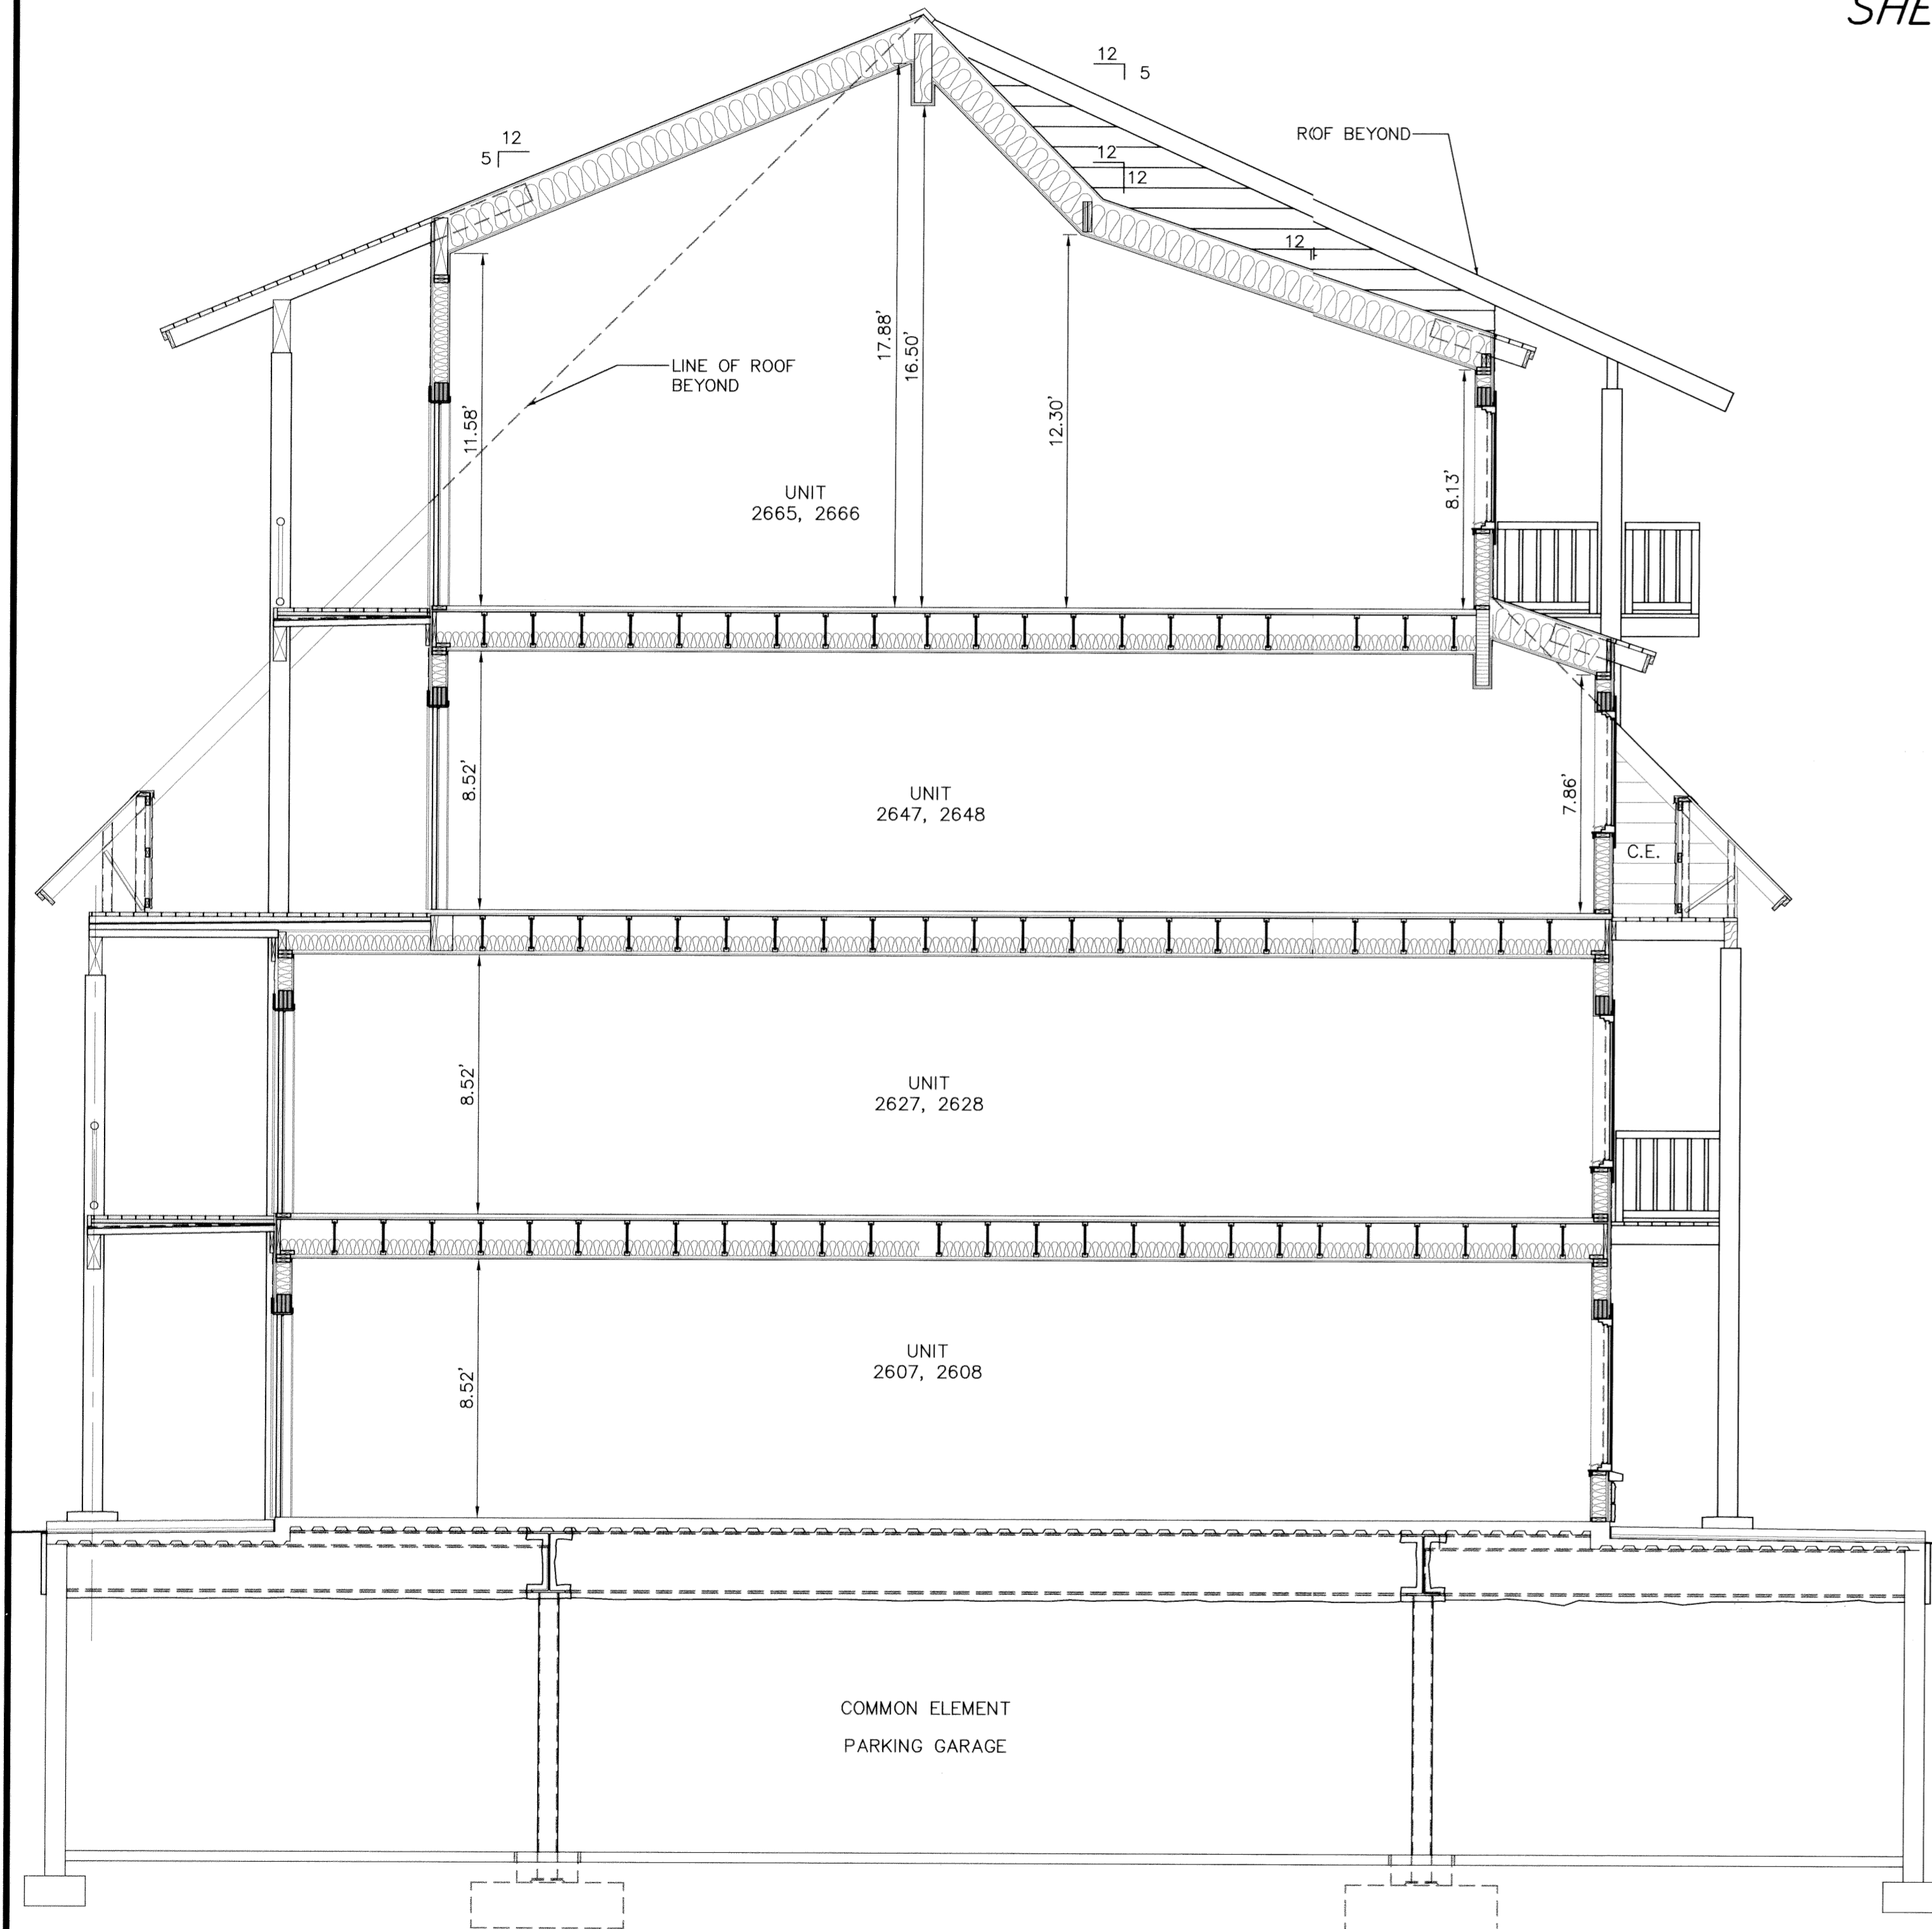 SHE
12
5
12
5
ROOF BEYOND
12
12
12
LINE OF ROOF
BEYOND
17.88'
16.50'
11.58'
12.30'
8.13'
UNIT
2665, 2666
8.52'
UNIT
2647, 2648
7.86'
C.E.
8.52'
UNIT
2627, 2628
8.52'
UNIT
2607, 2608
COMMON ELEMENT
PARKING GARAGE